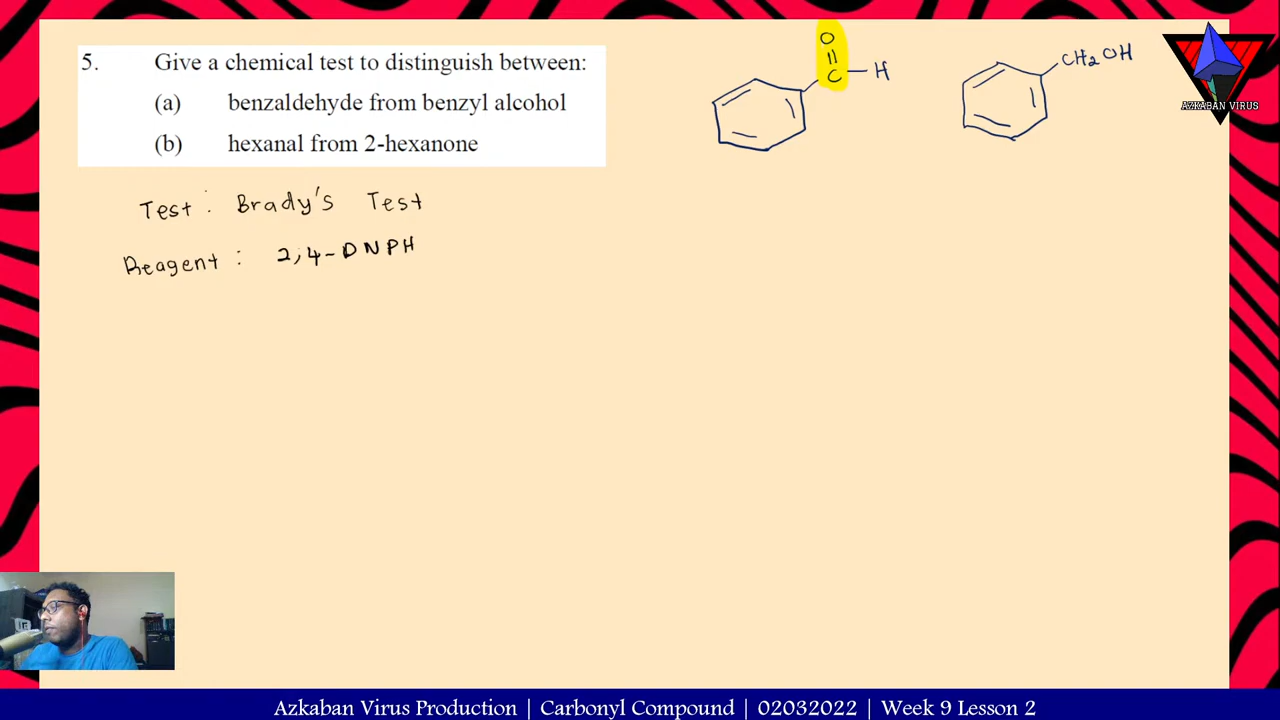 5. Give a chemical test to distinguish between:
(a) benzaldehyde from benzyl alcohol
(b) hexanal from 2-hexanone
O
C – H
CH2OH
AZKABAN VIRUS
Test : Brady's Test
Reagent : 2,4-DNPH
Azkaban Virus Production | Carbonyl Compound | 02032022 | Week 9 Lesson 2